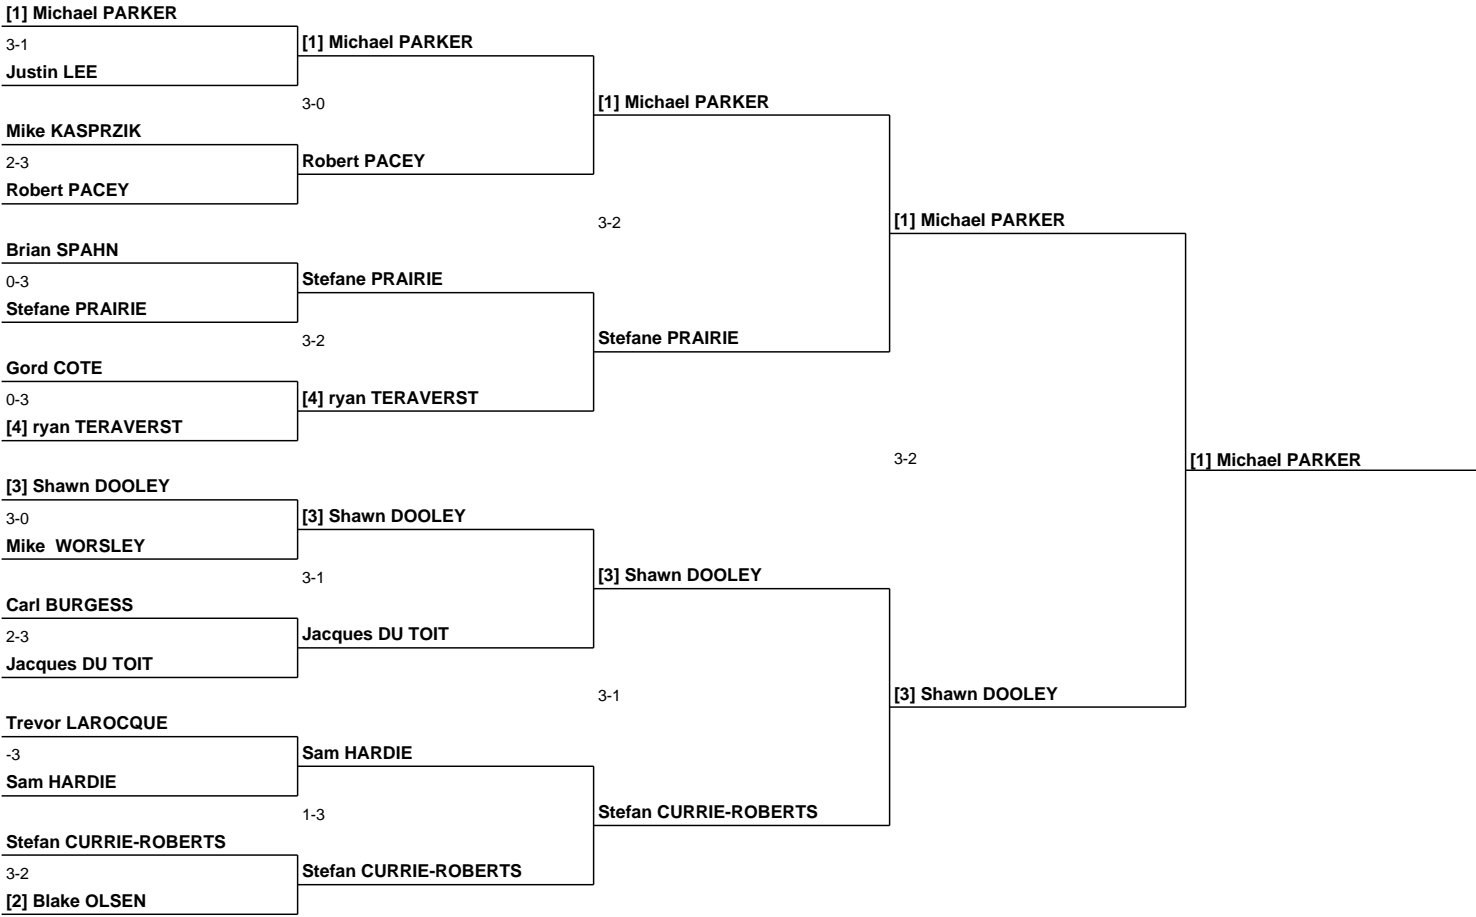 [1] Michael PARKER
3-1
[1] Michael PARKER
Justin LEE
3-0
[1] Michael PARKER
Mike KASPRZIK
2-3
Robert PACEY
Robert PACEY
3-2
[1] Michael PARKER
Brian SPAHN
0-3
Stefane PRAIRIE
Stefane PRAIRIE
3-2
Stefane PRAIRIE
Gord COTE
0-3
[4] ryan TERAVERST
[4] ryan TERAVERST
3-2
[1] Michael PARKER
[3] Shawn DOOLEY
3-0
[3] Shawn DOOLEY
Mike  WORSLEY
3-1
[3] Shawn DOOLEY
Carl BURGESS
2-3
Jacques DU TOIT
Jacques DU TOIT
3-1
[3] Shawn DOOLEY
Trevor LAROCQUE
-3
Sam HARDIE
Sam HARDIE
1-3
Stefan CURRIE-ROBERTS
Stefan CURRIE-ROBERTS
3-2
Stefan CURRIE-ROBERTS
[2] Blake OLSEN